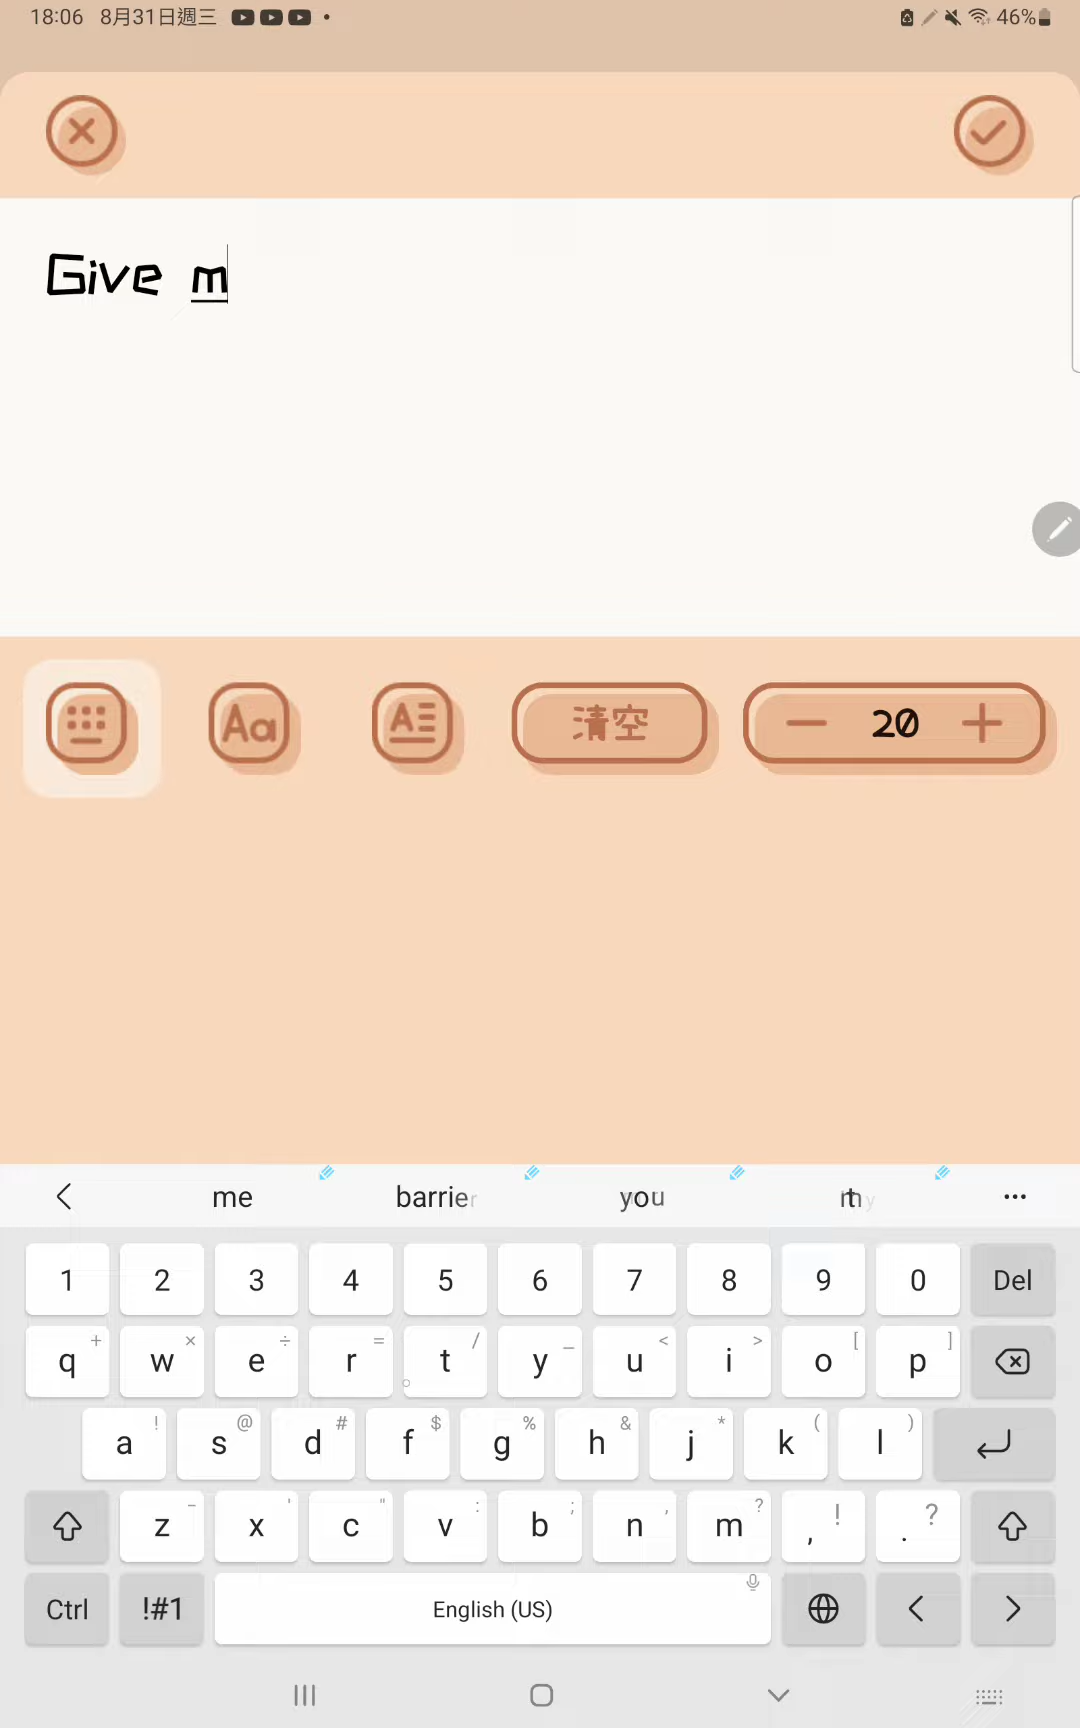 18:06 8月31日週三 46%
Give m
Aa A 清空 20
me barrier you
1 2 3 4 5 6 7 8 9 0 Del
q + w × e ÷ r = t / y _ u < i > o [ p ]
a ! s @ d # f $ g % h & j * k ( l )
z - x ' c " v : b ; n , m ? , ! . ?
Ctrl !#1 English (US)